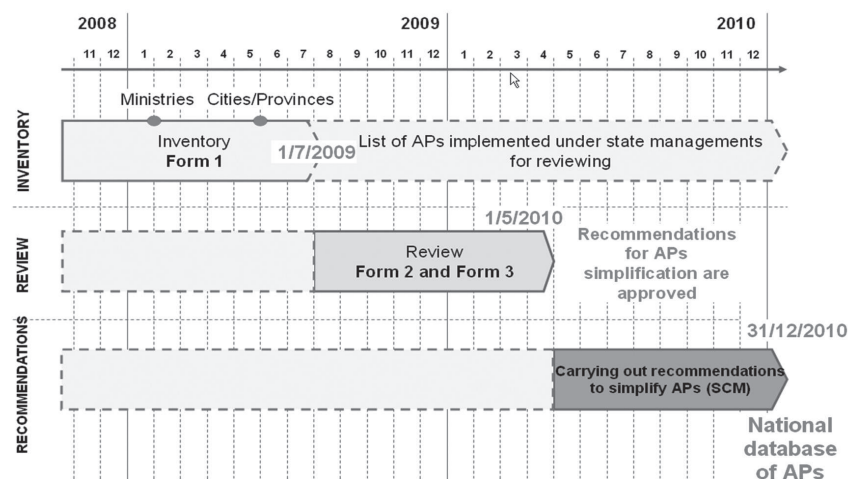 2008 2009 2010
11 12 1 2 3 4 5 6 7 8 9 10 11 12 1 2 3 4 5 6 7 8 9 10 11 12
INVENTORY
Ministries Cities/Provinces
Inventory
Form 1
1/7/2009
List of APs implemented under state managements
for reviewing
REVIEW
1/5/2010
Review
Form 2 and Form 3
Recommendations
for APs
simplification are
approved
RECOMMENDATIONS
31/12/2010
Carrying out recommendations
to simplify APs (SCM)
National
database
of APs